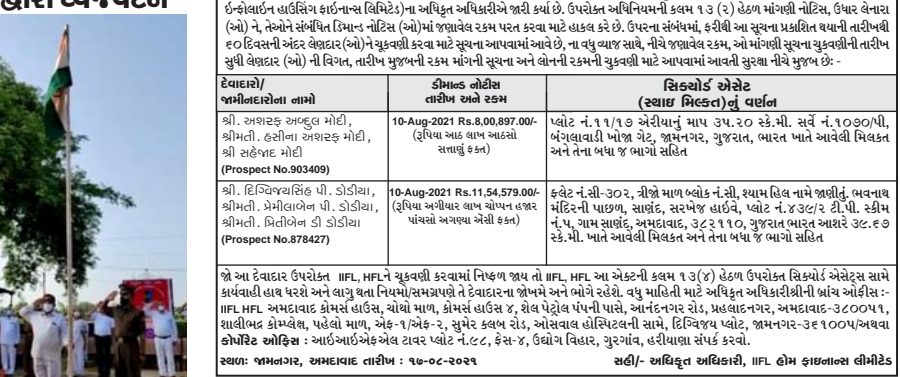 દ્વારા ધ્વજવંદન
ઇન્ફોલાઇન હાઉસિંગ ફાઇનાન્સ લિમિટેડ)ના અધિકૃત અધિકારીએ જારી કર્યા છે. ઉપરોક્ત અધિનિયમની કલમ ૧૩ (૨) હેઠળ માંગણી નોટિસ, ઉધાર લેનારા
(ઓ) ને, તેઓને સંબંધિત ડિમાન્ડ નોટિસ (ઓ)માં જણાવેલ રકમ પરત કરવા માટે હાકલ કરે છે. ઉપરના સંબંધમાં, ફરીથી આ સૂચના પ્રકાશિત થયાની તારીખથી
૬૦ દિવસની અંદર લેણદાર(ઓ)ને ચૂકવણી કરવા માટે સૂચના આપવામાં આવે છે, ના વધુ વ્યાજ સાથે, નીચે જણાવેલ રકમ, ઓ માંગણી સૂચના ચુકવણીની તારીખ
સુધી લેણદાર (ઓ) ની વિગત, તારીખ મુજબની રકમ માંગની સૂચના અને લોનની રકમની ચુકવણી માટે આપવામાં આવતી સુરક્ષા નીચે મુજબ છે: -
દેવાદારો/
જામીનદારોના નામો
ડીમાન્ડ નોટીસ
તારીખ અને રકમ
સિક્યોર્ડ એસેટ
(સ્થાઇ મિલ્કત)નું વર્ણન
શ્રી. અશરફ અબ્દુલ મોદી,
શ્રીમતી. હસીના અશરફ મોદી,
શ્રી સહેજાદ મોદી
(Prospect No.903409)
10-Aug-2021 Rs.8,00,897.00/-
(રૂપિયા આઠ લાખ આઠસો
સત્તાણું ફક્ત)
પ્લોટ નં.૧૧/૧૭ એરીયાનું માપ ૩૫.૨૦ સ્કે.મી. સર્વે નં.૧૦૭૦/પી,
બંગલાવાડી ખોજા ગેટ, જામનગર, ગુજરાત, ભારત ખાતે આવેલી મિલકત
અને તેના બધા જ ભાગો સહિત
શ્રી. દિગ્વિજયસિંહ પી. ડોડીયા,
શ્રીમતી. પ્રેમીલાબેન પી. ડોડીયા,
શ્રીમતી. પ્રિતીબેન ડી ડોડીયા
(Prospect No.878427)
10-Aug-2021 Rs.11,54,579.00/-
(રૂપિયા અગીયાર લાખ ચોપ્પન હજાર
પાંચસો અગણ્યા એંસી ફક્ત)
ફ્લેટ નં.સી-૩૦૨, ત્રીજો માળ બ્લોક નં.સી, શ્યામ હિલ નામે જાણીતું. ભવનાથ
મંદિરની પાછળ, સાણંદ, સરખેજ હાઇવે, પ્લોટ નં.૪૩૯/૨ ટી.પી. સ્કીમ
નં.૫, ગામ સાણંદ, અમદાવાદ, ૩૮૨૧૧૦, ગુજરાત ભારત આશરે ૩૯.૬૭
સ્કે.મી. ખાતે આવેલી મિલકત અને તેના બધા જ ભાગો સહિત
જો આ દેવાદાર ઉપરોક્ત IIFL, HFLને ચૂકવણી કરવામાં નિષ્ફળ જાય તો IIFL, HFL આ એક્ટની કલમ ૧૩(૪) હેઠળ ઉપરોક્ત સિક્યોર્ડ એસેટ્સ સામે
કાર્યવાહી હાથ ધરશે અને લાગુ થતા નિયમો/સમગ્રપણે તે દેવાદારના જોખમે અને ભોગે રહેશે. વધુ માહિતી માટે અધિકૃત અધિકારીશ્રીની બ્રાંચ ઓફીસ :-
IIFL HFL અમદાવાદ કોમર્સ હાઉસ, ચોથો માળ, કોમર્સ હાઉસ ૪, શેલ પેટ્રોલ પંપની પાસે, આનંદનગર રોડ, પ્રહલાદનગર, અમદાવાદ-૩૮૦૦૫૧,
શાલીભદ્ર કોમ્પ્લેક્ષ, પહેલો માળ, એફ-૧/એફ-૨, સુમેર ક્લબ રોડ, ઓસવાલ હોસ્પિટલની સામે, દિગ્વિજય પ્લોટ, જામનગર-૩૬૧૦૦૫/અથવા
કોર્પોરેટ ઓફિસ : આઇઆઇએફએલ ટાવર પ્લોટ નં.૯૮, ફેસ-૪, ઉદ્યોગ વિહાર, ગુરગાંવ, હરીયાણા સંપર્ક કરવો.
સ્થળ: જામનગર, અમદાવાદ તારીખ : ૧૭-૦૮-૨૦૨૧
સહી/- અધિકૃત અધિકારી, IIFL હોમ ફાઇનાન્સ લીમીટેડ